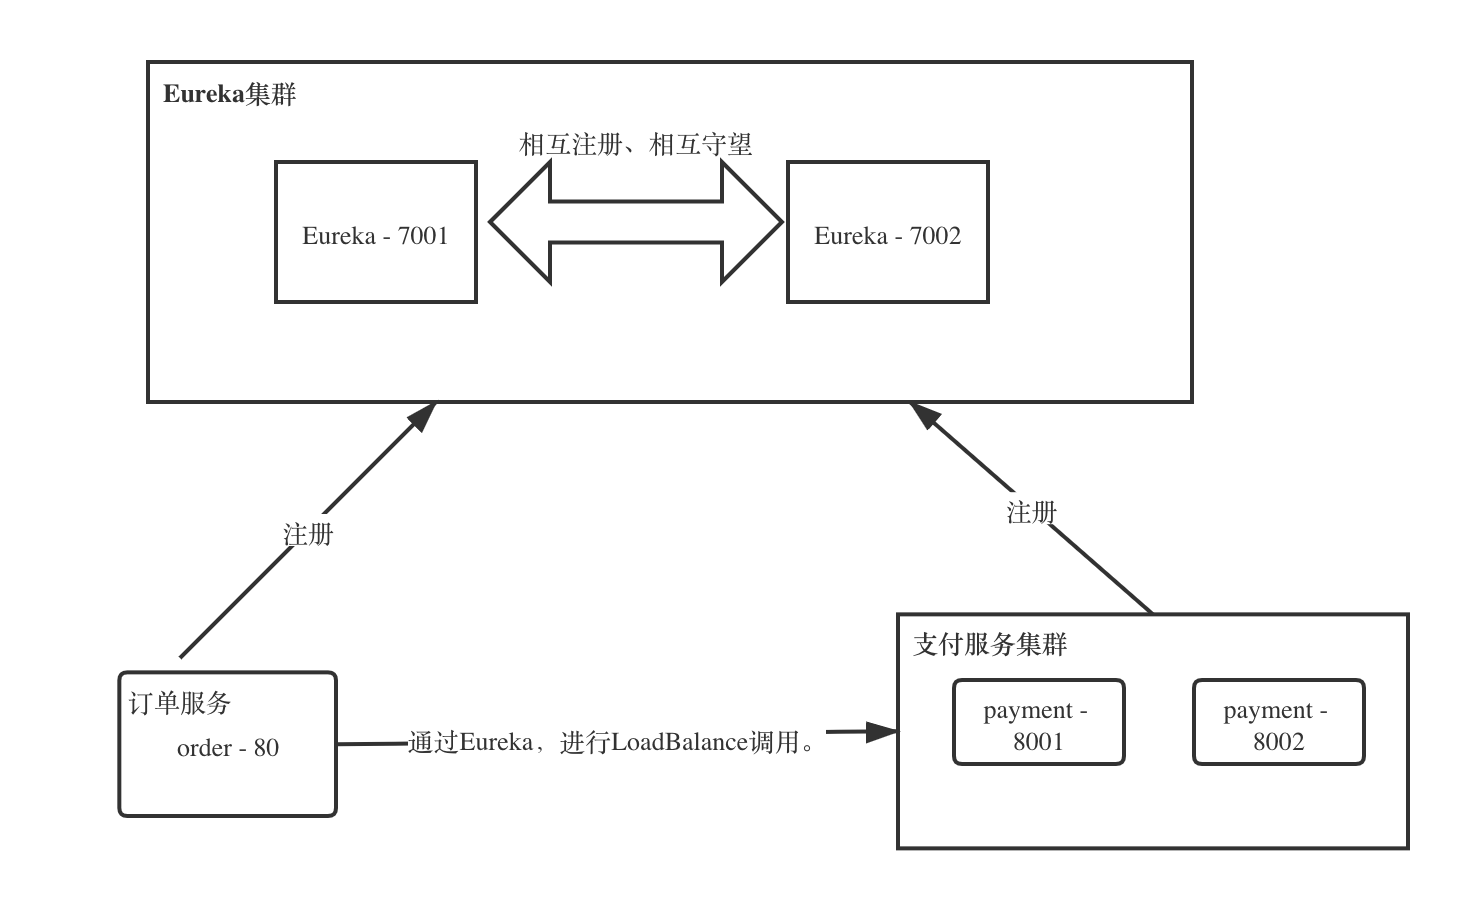 Eureka集群
相互注册、相互守望
Eureka - 7001
Eureka - 7002
注册
注册
订单服务
order - 80
通过Eureka，进行LoadBalance调用。
支付服务集群
payment -
8001
payment -
8002